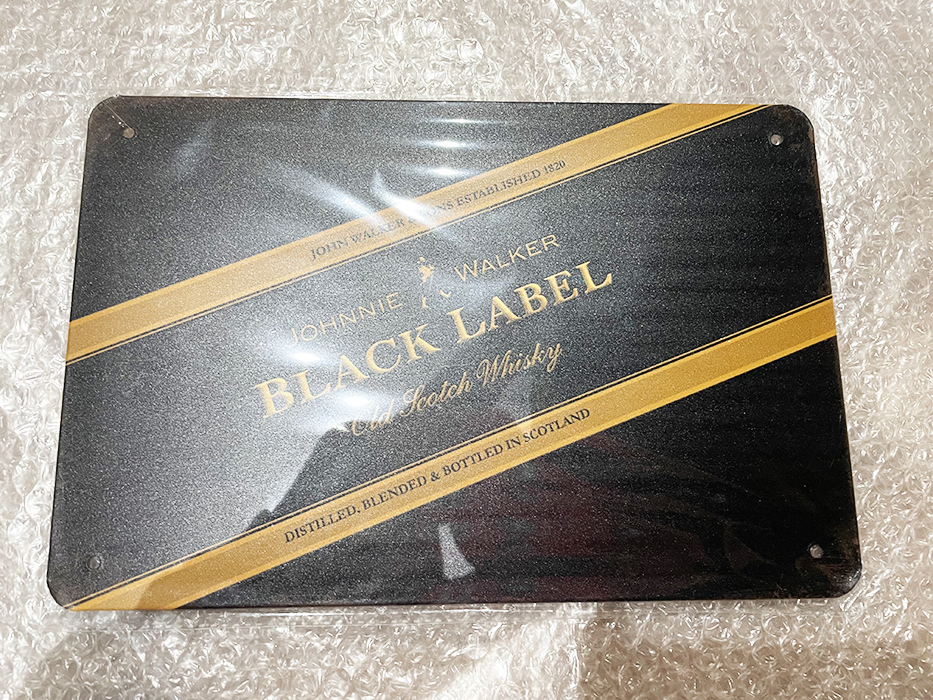 JOHN WALKER & SONS ESTABLISHED 1820
JOHNNIE WALKER
BLACK LABEL
Old Scotch Whisky
DISTILLED, BLENDED & BOTTLED IN SCOTLAND